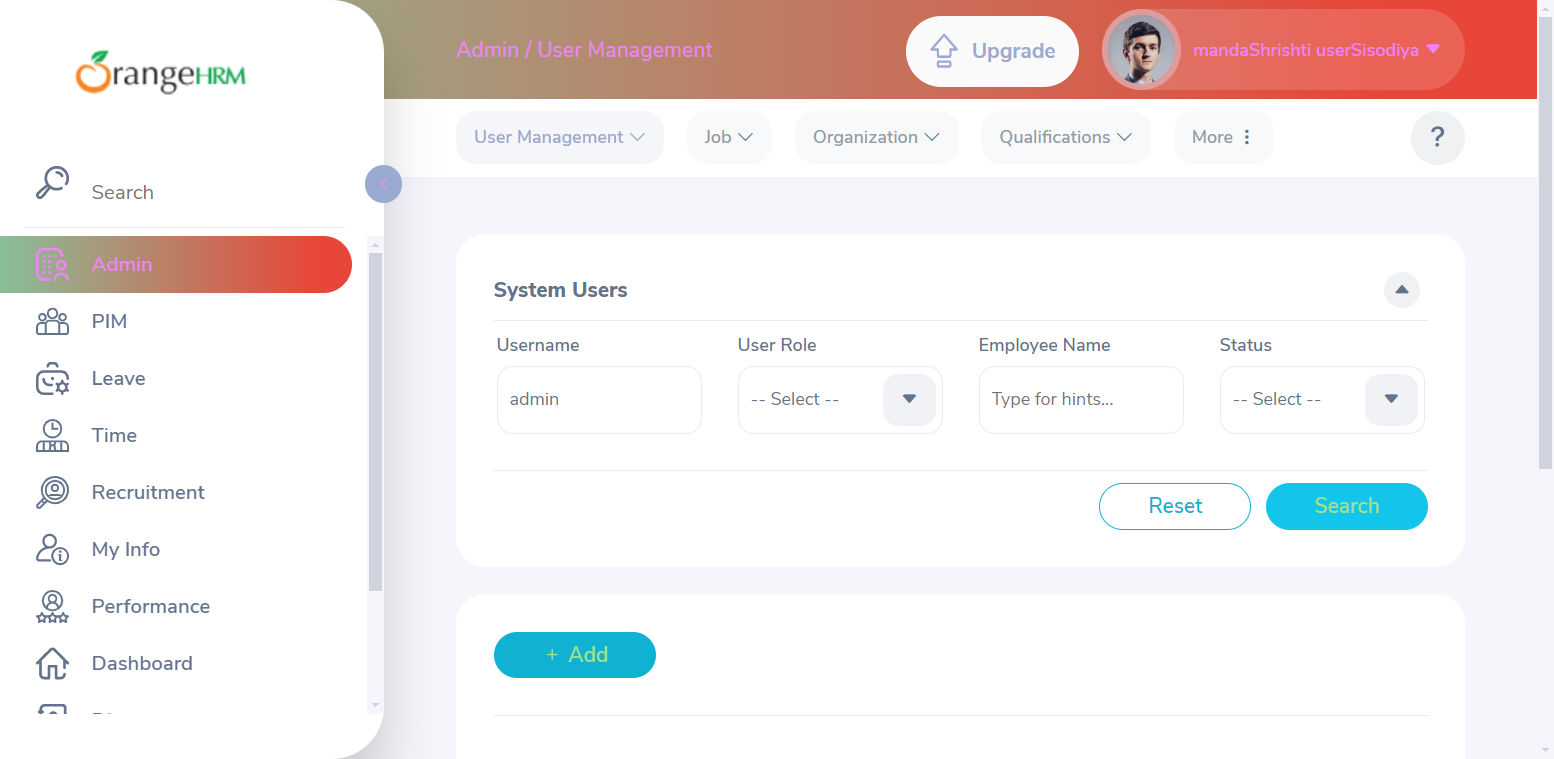 OrangeHRM
Admin / User Management
Upgrade
mandaShrishti userSisodiya
User Management
Job
Organization
Qualifications
More
?
Search
Admin
PIM
Leave
Time
Recruitment
My Info
Performance
Dashboard
System Users
Username
User Role
Employee Name
Status
admin
-- Select --
Type for hints...
-- Select --
Reset
Search
+ Add